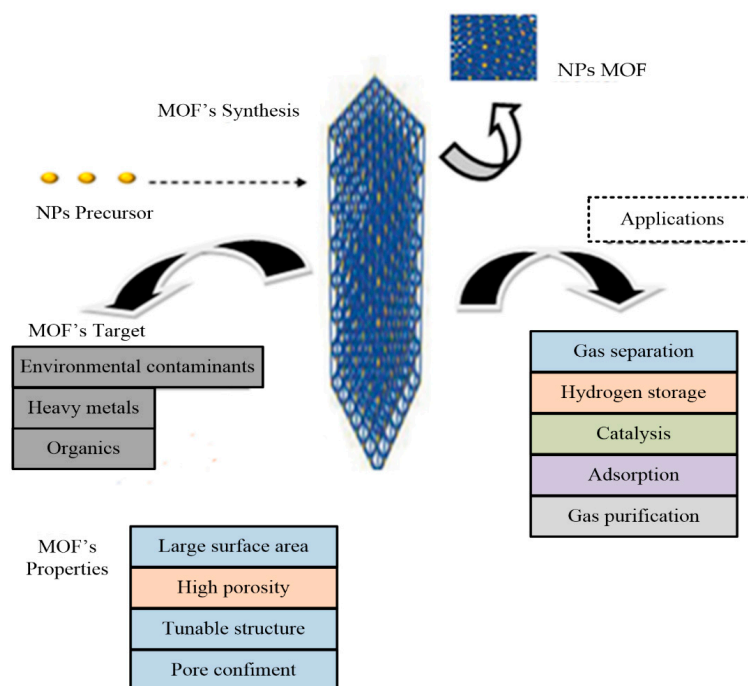 NPs MOF
MOF's Synthesis
NPs Precursor
Applications
MOF's Target
Environmental contaminants
Heavy metals
Organics
Gas separation
Hydrogen storage
Catalysis
Adsorption
Gas purification
MOF's
Properties
Large surface area
High porosity
Tunable structure
Pore confiment